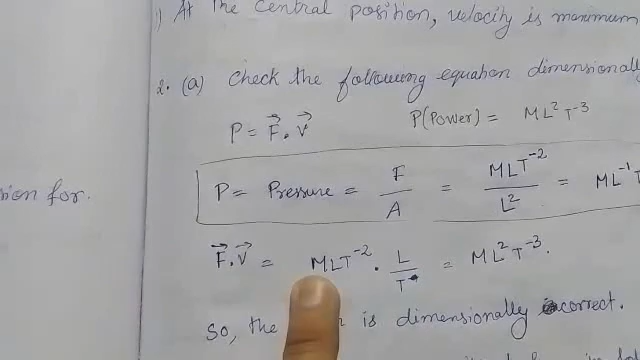 1) At the central position, velocity is maximum
2. (a) Check the following equation dimensionally
P = F⃗ . V⃗ P(Power) = ML²T⁻³
P = Pressure = F/A = MLT⁻²/L² = ML⁻¹T
sion for.
F⃗.V⃗ = MLT⁻² . L/T = ML²T⁻³.
So, the is dimensionally correct.